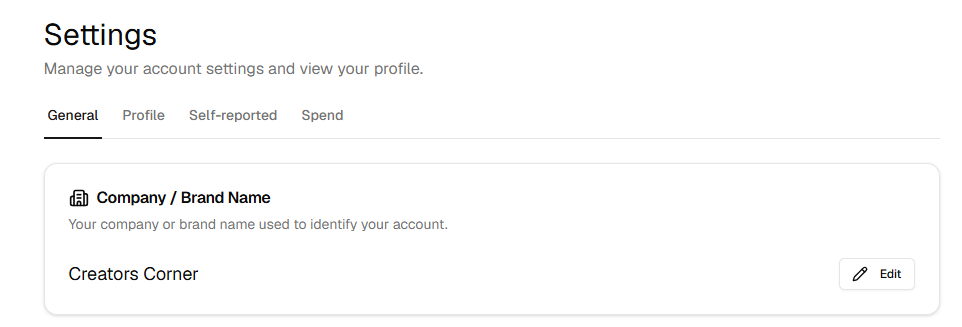 Settings
Manage your account settings and view your profile.
General Profile Self-reported Spend
Company / Brand Name
Your company or brand name used to identify your account.
Creators Corner Edit